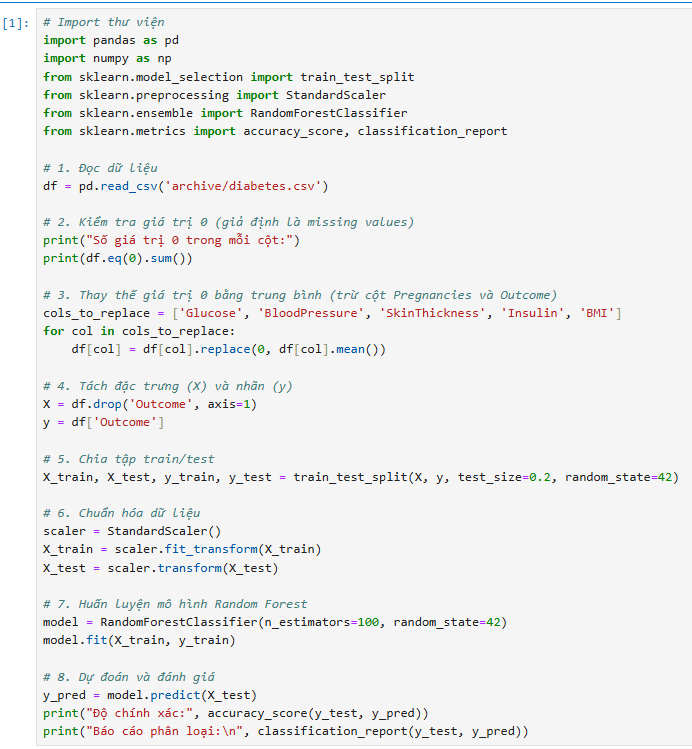 [1]: # Import thư viện
import pandas as pd
import numpy as np
from sklearn.model_selection import train_test_split
from sklearn.preprocessing import StandardScaler
from sklearn.ensemble import RandomForestClassifier
from sklearn.metrics import accuracy_score, classification_report

# 1. Đọc dữ liệu
df = pd.read_csv('archive/diabetes.csv')

# 2. Kiểm tra giá trị 0 (giả định là missing values)
print("Số giá trị 0 trong mỗi cột:")
print(df.eq(0).sum())

# 3. Thay thế giá trị 0 bằng trung bình (trừ cột Pregnancies và Outcome)
cols_to_replace = ['Glucose', 'BloodPressure', 'SkinThickness', 'Insulin', 'BMI']
for col in cols_to_replace:
    df[col] = df[col].replace(0, df[col].mean())

# 4. Tách đặc trưng (X) và nhãn (y)
X = df.drop('Outcome', axis=1)
y = df['Outcome']

# 5. Chia tập train/test
X_train, X_test, y_train, y_test = train_test_split(X, y, test_size=0.2, random_state=42)

# 6. Chuẩn hóa dữ liệu
scaler = StandardScaler()
X_train = scaler.fit_transform(X_train)
X_test = scaler.transform(X_test)

# 7. Huấn luyện mô hình Random Forest
model = RandomForestClassifier(n_estimators=100, random_state=42)
model.fit(X_train, y_train)

# 8. Dự đoán và đánh giá
y_pred = model.predict(X_test)
print("Độ chính xác:", accuracy_score(y_test, y_pred))
print("Báo cáo phân loại:\n", classification_report(y_test, y_pred))